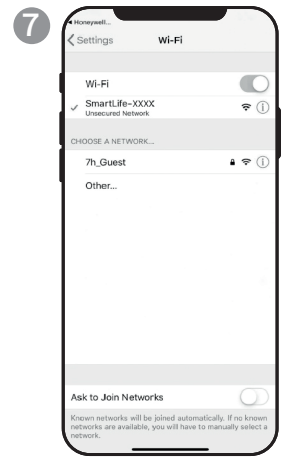 7
Honeywell...
Settings
Wi-Fi
Wi-Fi
SmartLife-XXXX
Unsecured Network
CHOOSE A NETWORK...
7h_Guest
Other...
Ask to Join Networks
Known networks will be joined automatically. If no known
networks are available, you will have to manually select a
network.